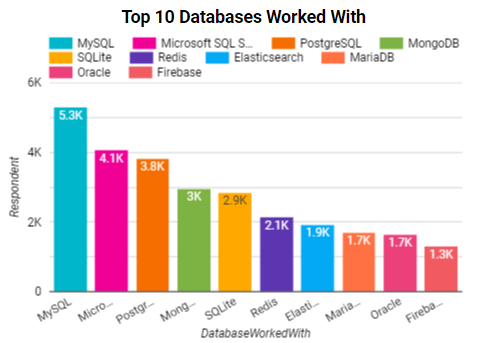 Top 10 Databases Worked With
MySQL Microsoft SQL S... PostgreSQL MongoDB
SQLite Redis Elasticsearch MariaDB
Oracle Firebase
6K
5.3K
4.1K
4K
3.8K
3K
2.9K
2.1K
2K
1.9K
1.7K
1.7K
1.3K
0
Respondent
MySQL Micro... Postgr... Mong... SQLite Redis Elasti... Maria... Oracle Fireba...
DatabaseWorkedWith